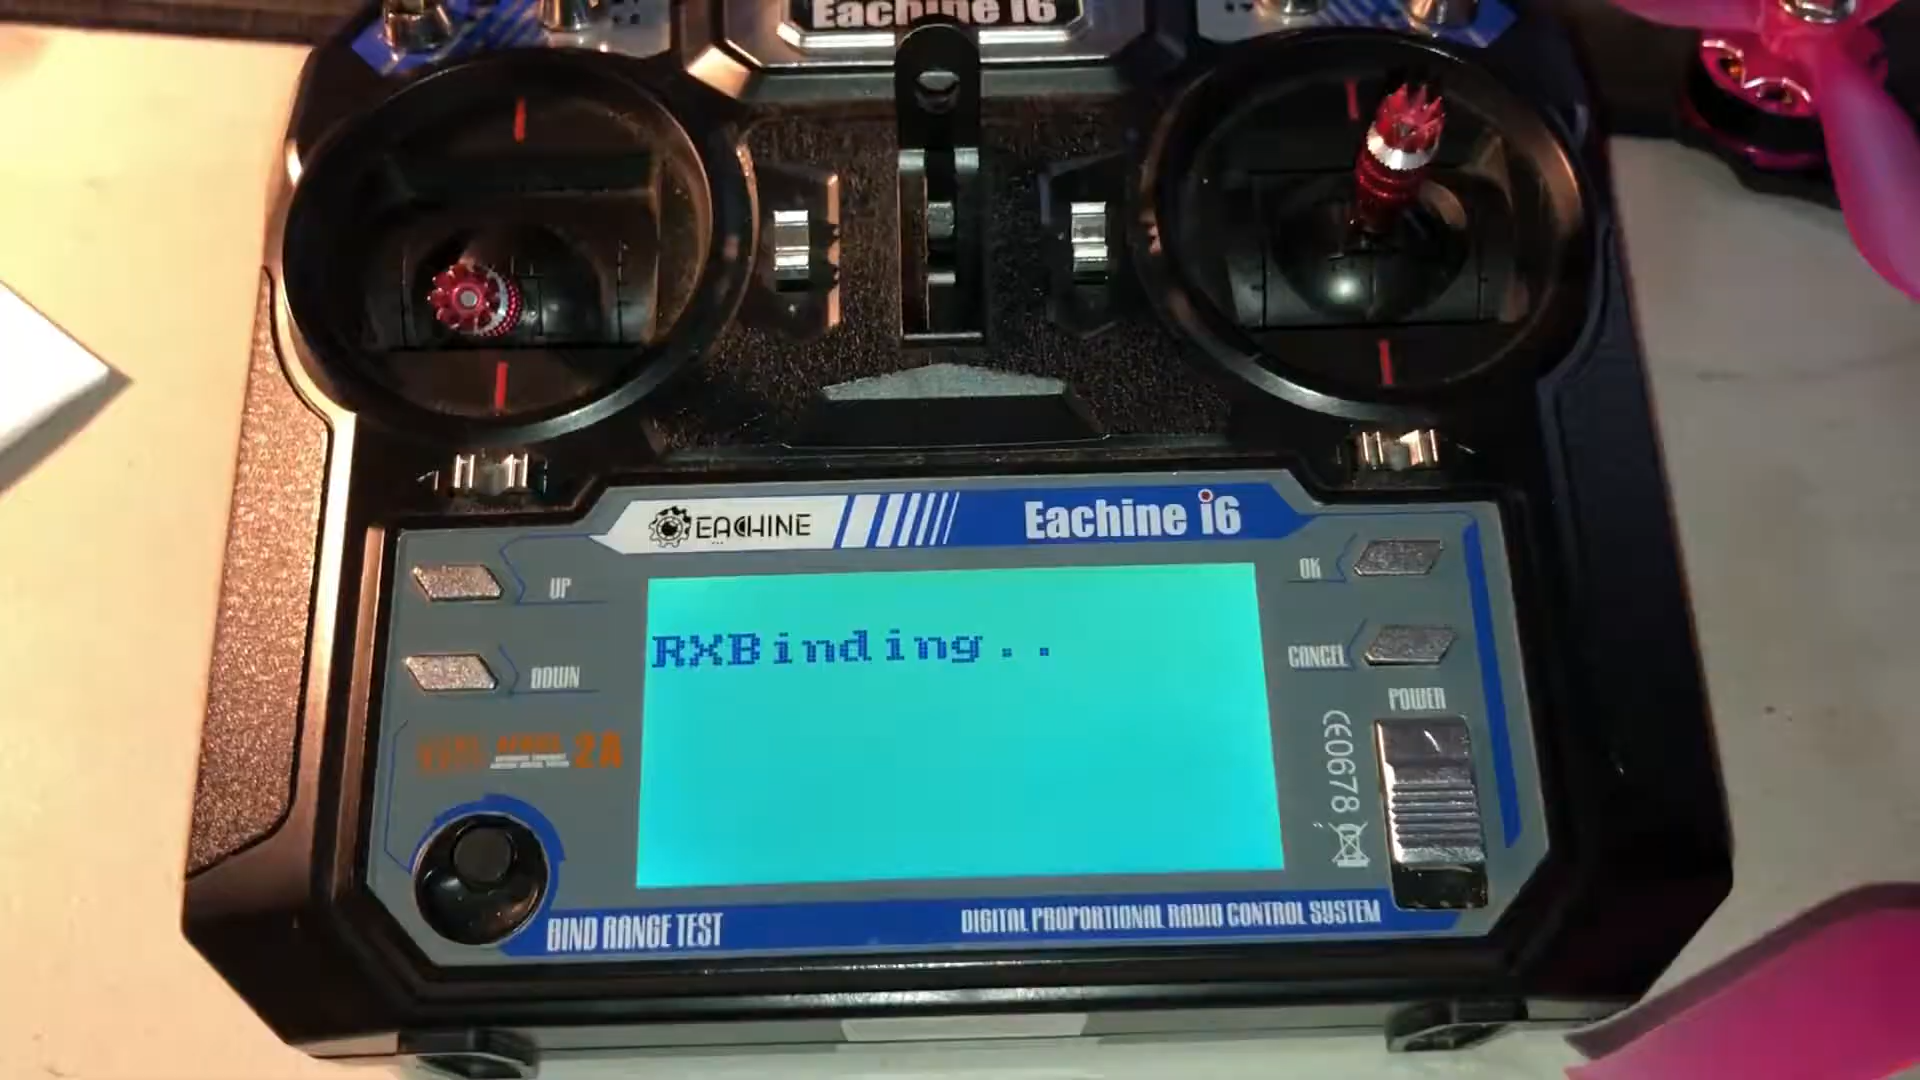 Eachine i6
EACHINE
Eachine i6
UP
OK
RXBinding..
DOWN
CANCEL
POWER
2A
CE0678
BIND RANGE TEST
DIGITAL PROPORTIONAL RADIO CONTROL SYSTEM